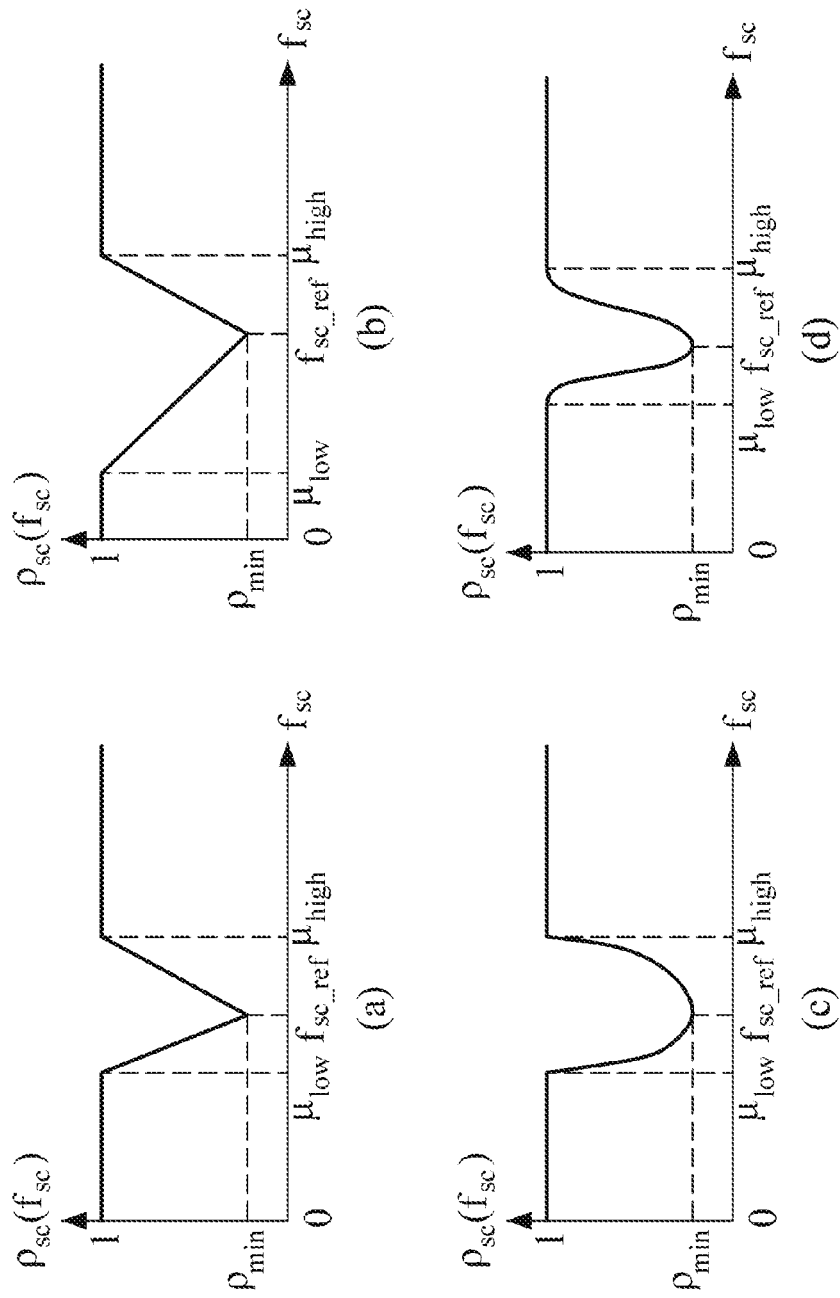 ρsc(fsc)
1
ρmin
0
μlow
fsc_ref
μhigh
fsc
(a)
ρsc(fsc)
1
ρmin
0
μlow
fsc_ref
μhigh
fsc
(b)
ρsc(fsc)
1
ρmin
0
μlow
fsc_ref
μhigh
fsc
(c)
ρsc(fsc)
1
ρmin
0
μlow
fsc_ref
μhigh
fsc
(d)